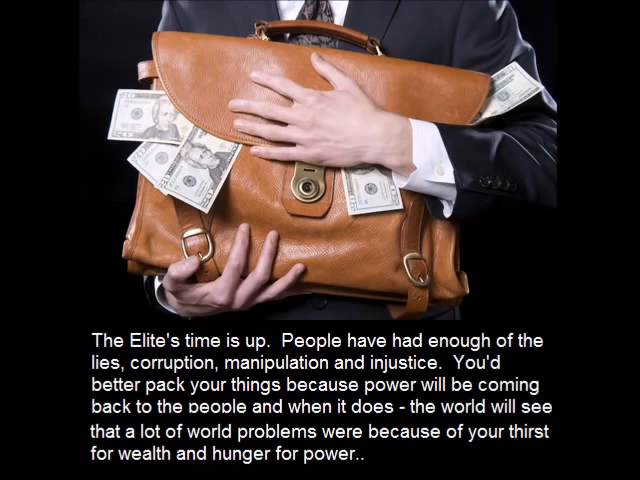 The Elite's time is up.  People have had enough of the
lies, corruption, manipulation and injustice.  You'd
better pack your things because power will be coming
back to the people and when it does - the world will see
that a lot of world problems were because of your thirst
for wealth and hunger for power..